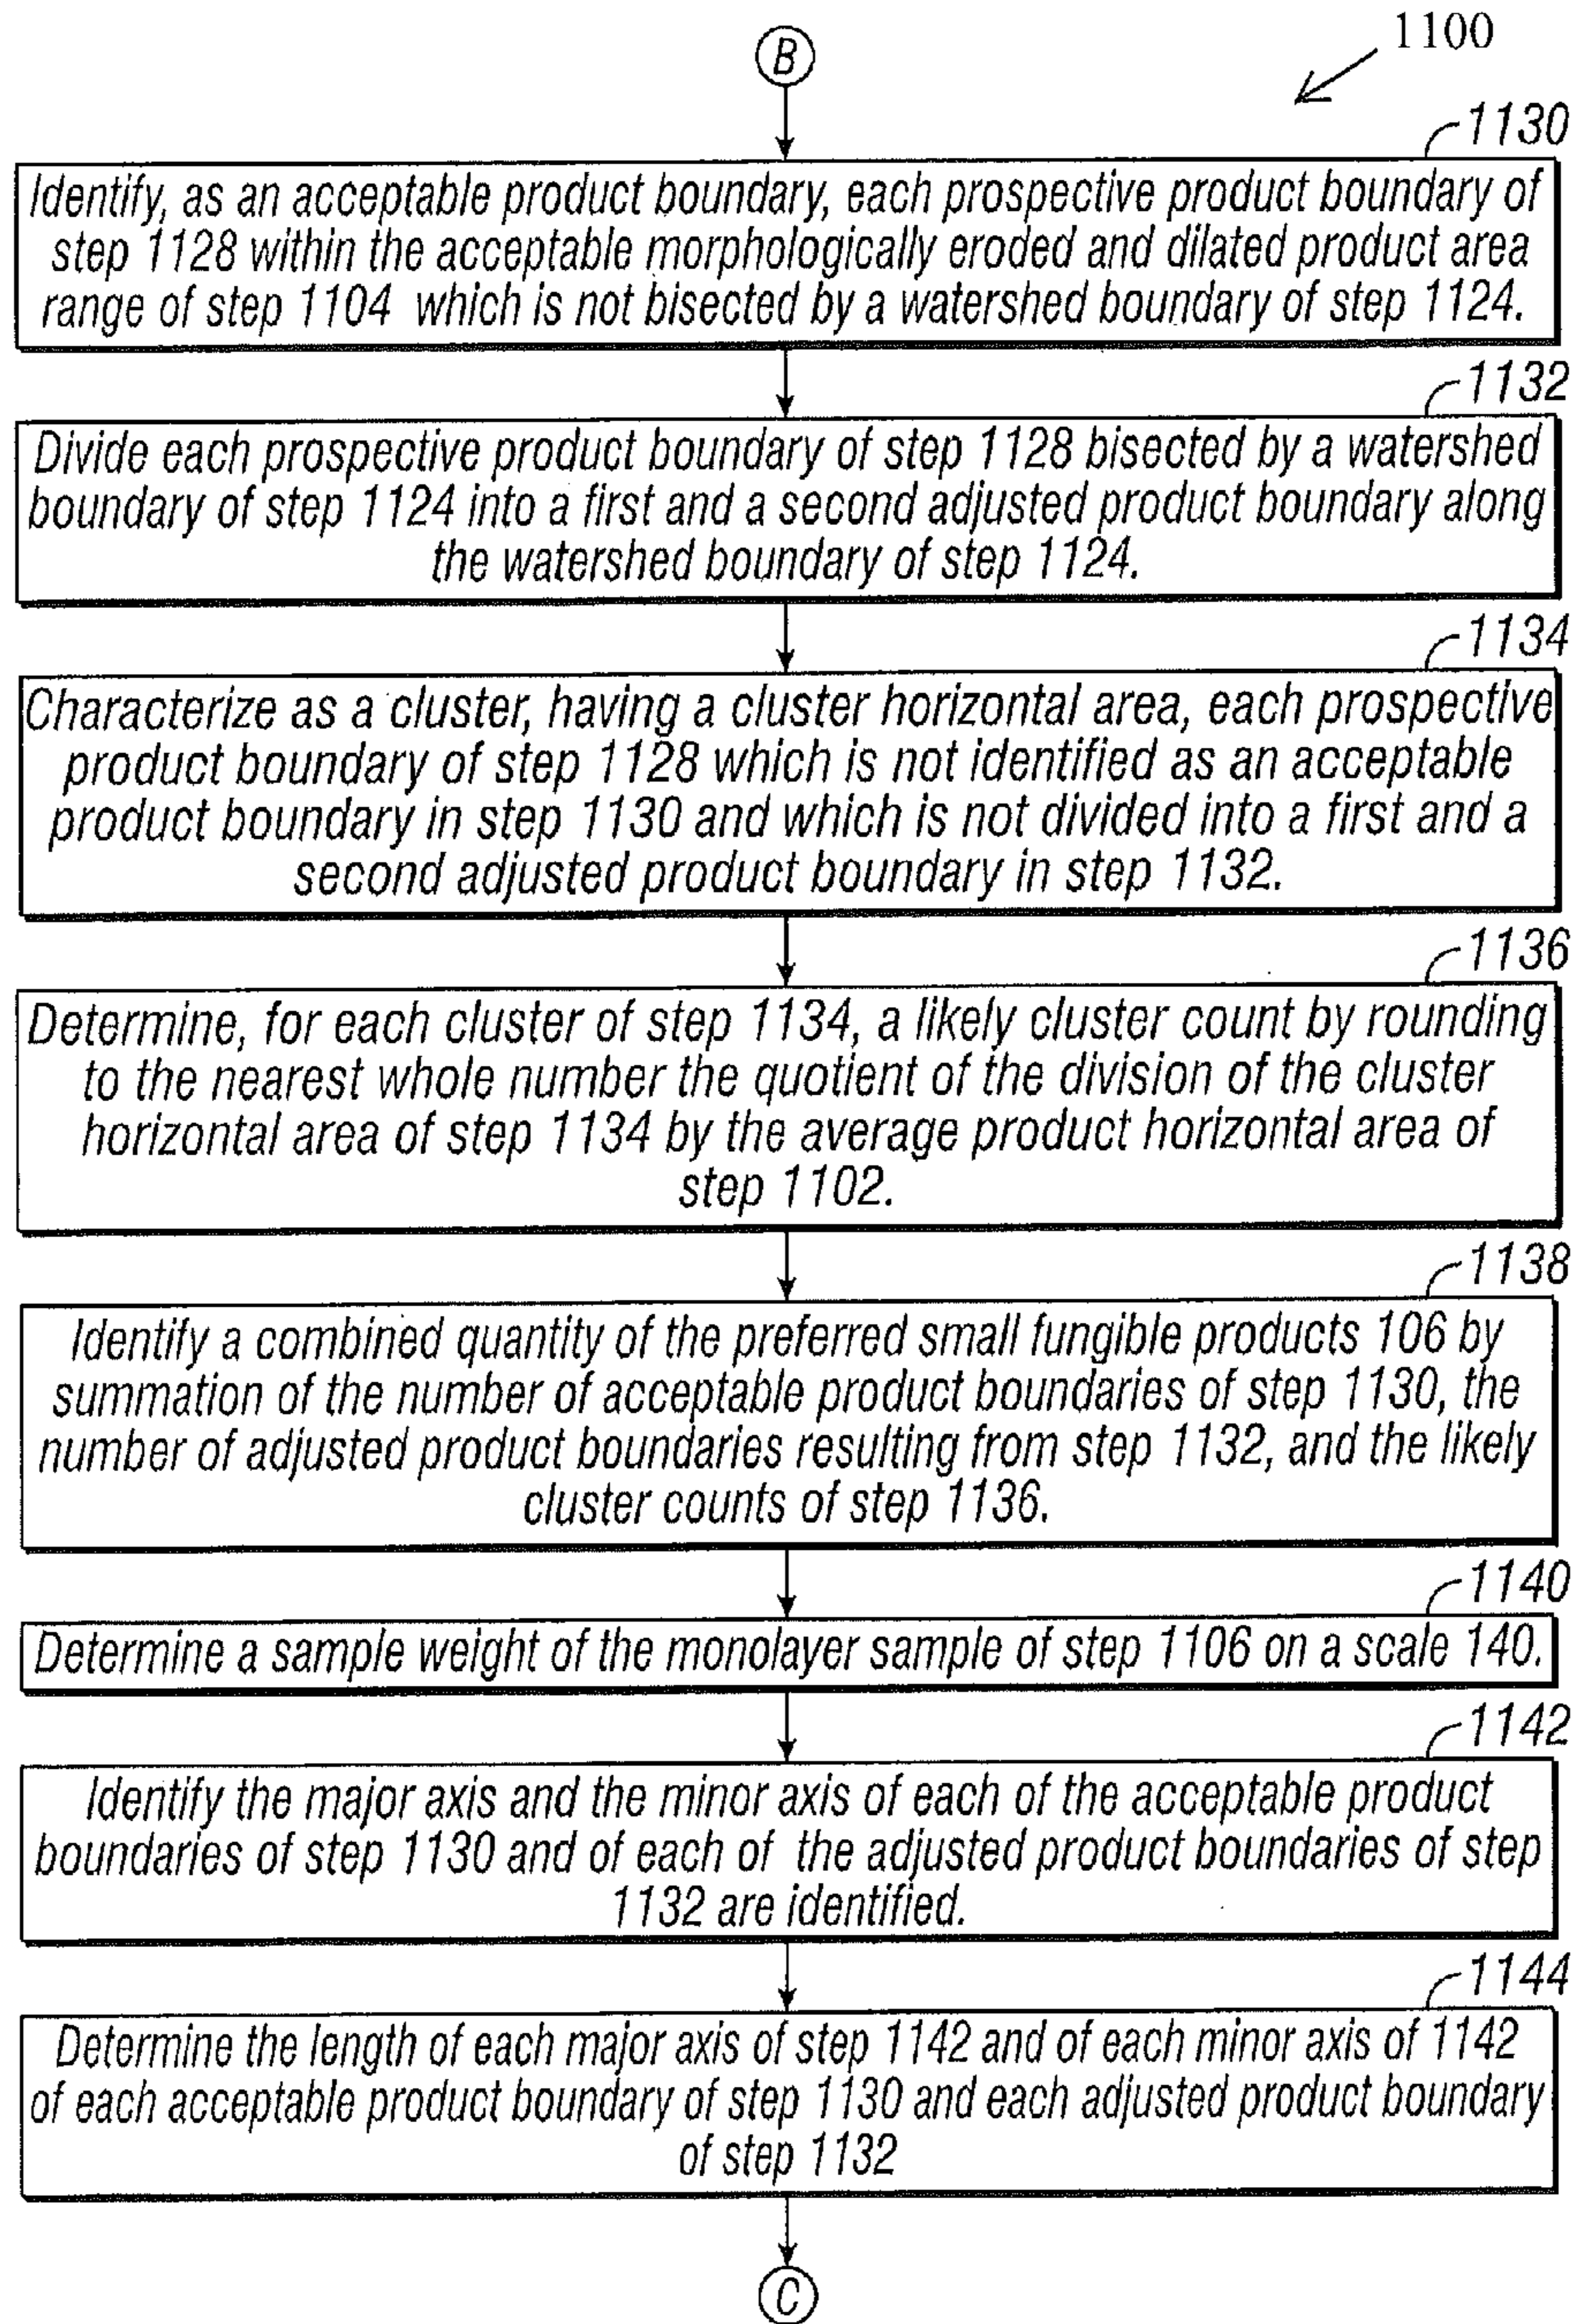 B
1100
1130
Identify, as an acceptable product boundary, each prospective product boundary of
step 1128 within the acceptable morphologically eroded and dilated product area
range of step 1104 which is not bisected by a watershed boundary of step 1124.
1132
Divide each prospective product boundary of step 1128 bisected by a watershed
boundary of step 1124 into a first and a second adjusted product boundary along
the watershed boundary of step 1124.
1134
Characterize as a cluster, having a cluster horizontal area, each prospective
product boundary of step 1128 which is not identified as an acceptable
product boundary in step 1130 and which is not divided into a first and a
second adjusted product boundary in step 1132.
1136
Determine, for each cluster of step 1134, a likely cluster count by rounding
to the nearest whole number the quotient of the division of the cluster
horizontal area of step 1134 by the average product horizontal area of
step 1102.
1138
Identify a combined quantity of the preferred small fungible products 106 by
summation of the number of acceptable product boundaries of step 1130, the
number of adjusted product boundaries resulting from step 1132, and the likely
cluster counts of step 1136.
1140
Determine a sample weight of the monolayer sample of step 1106 on a scale 140.
1142
Identify the major axis and the minor axis of each of the acceptable product
boundaries of step 1130 and of each of the adjusted product boundaries of step
1132 are identified.
1144
Determine the length of each major axis of step 1142 and of each minor axis of 1142
of each acceptable product boundary of step 1130 and each adjusted product boundary
of step 1132
C